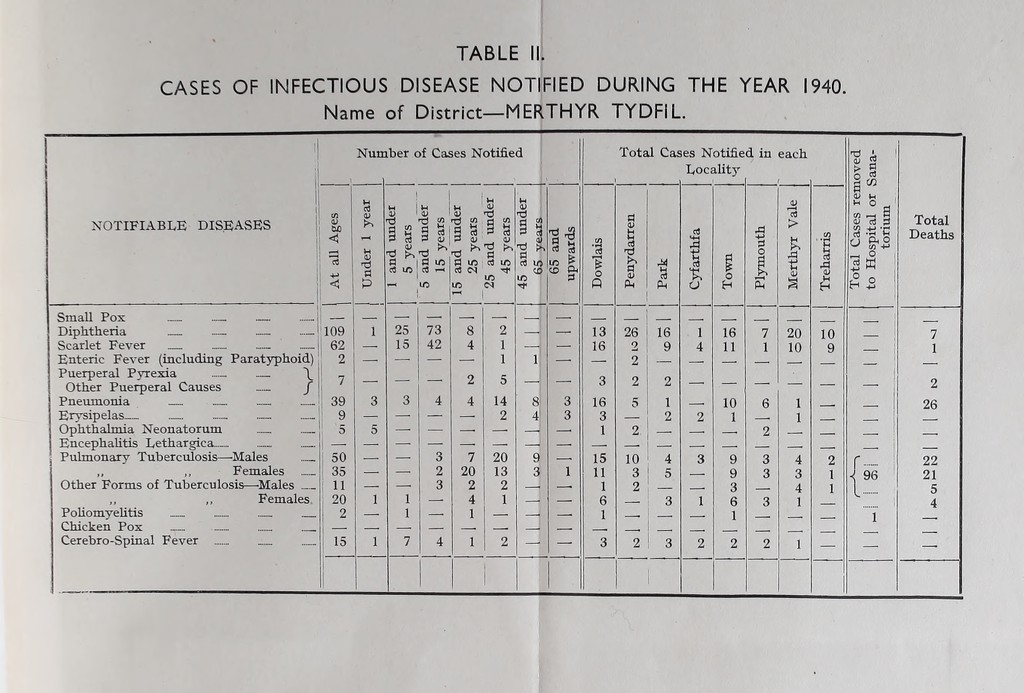 TABLE II.
CASES OF INFECTIOUS DISEASE NOTIFIED DURING THE YEAR 1940.
Name of District—MERTHYR TYDFIL.
NOTIFIABLE DISEASES
Number of Cases Notified
Total Cases Notified in each Locality
At all Ages
Under 1 year
1 and under 5 years
5 and under 15 years
15 and under 25 years
25 and under 45 years
45 and under 65 years
65 and upwards
Dowlais
Penydarren
Park
Cyfarthfa
Town
Plymouth
Merthyr Vale
Treharris
Total Cases removed to Hospital or Sanatorium
Total Deaths
Small Pox — — — — — — — — — — — — — — — — — —
Diphtheria 109 1 25 73 8 2 — — 13 26 16 1 16 7 20 10 — 7
Scarlet Fever 62 — 15 42 4 1 — — 16 2 9 4 11 1 10 9 — 1
Enteric Fever (including Paratyphoid) 2 — — — — 1 1 — — 2 — — — — — — — —
Puerperal Pyrexia
Other Puerperal Causes } 7 — — — 2 5 — — 3 2 2 — — — — — — 2
Pneumonia 39 3 3 4 4 14 8 3 16 5 1 — 10 6 1 — — 26
Erysipelas 9 — — — — 2 4 3 3 — 2 2 1 — 1 — — —
Ophthalmia Neonatorum 5 5 — — — — — — 1 2 — — — 2 — — — —
Encephalitis Lethargica — — — — — — — — — — — — — — — — — —
Pulmonary Tuberculosis—Males 50 — — 3 7 20 9 — 15 10 4 3 9 3 4 2 { 22
,, ,, Females 35 — — 2 20 13 3 1 11 3 5 — 9 3 3 1 96 21
Other Forms of Tuberculosis—Males 11 — — 3 2 2 — — 1 2 — — 3 — 4 1 5
,, ,, Females. 20 1 1 — 4 1 — — 6 — 3 1 6 3 1 — 4
Poliomyelitis 2 — 1 — 1 — — — 1 — — — 1 — — — 1 —
Chicken Pox — — — — — — — — — — — — — — — — — —
Cerebro-Spinal Fever 15 1 7 4 1 2 — — 3 2 3 2 2 2 1 — — —